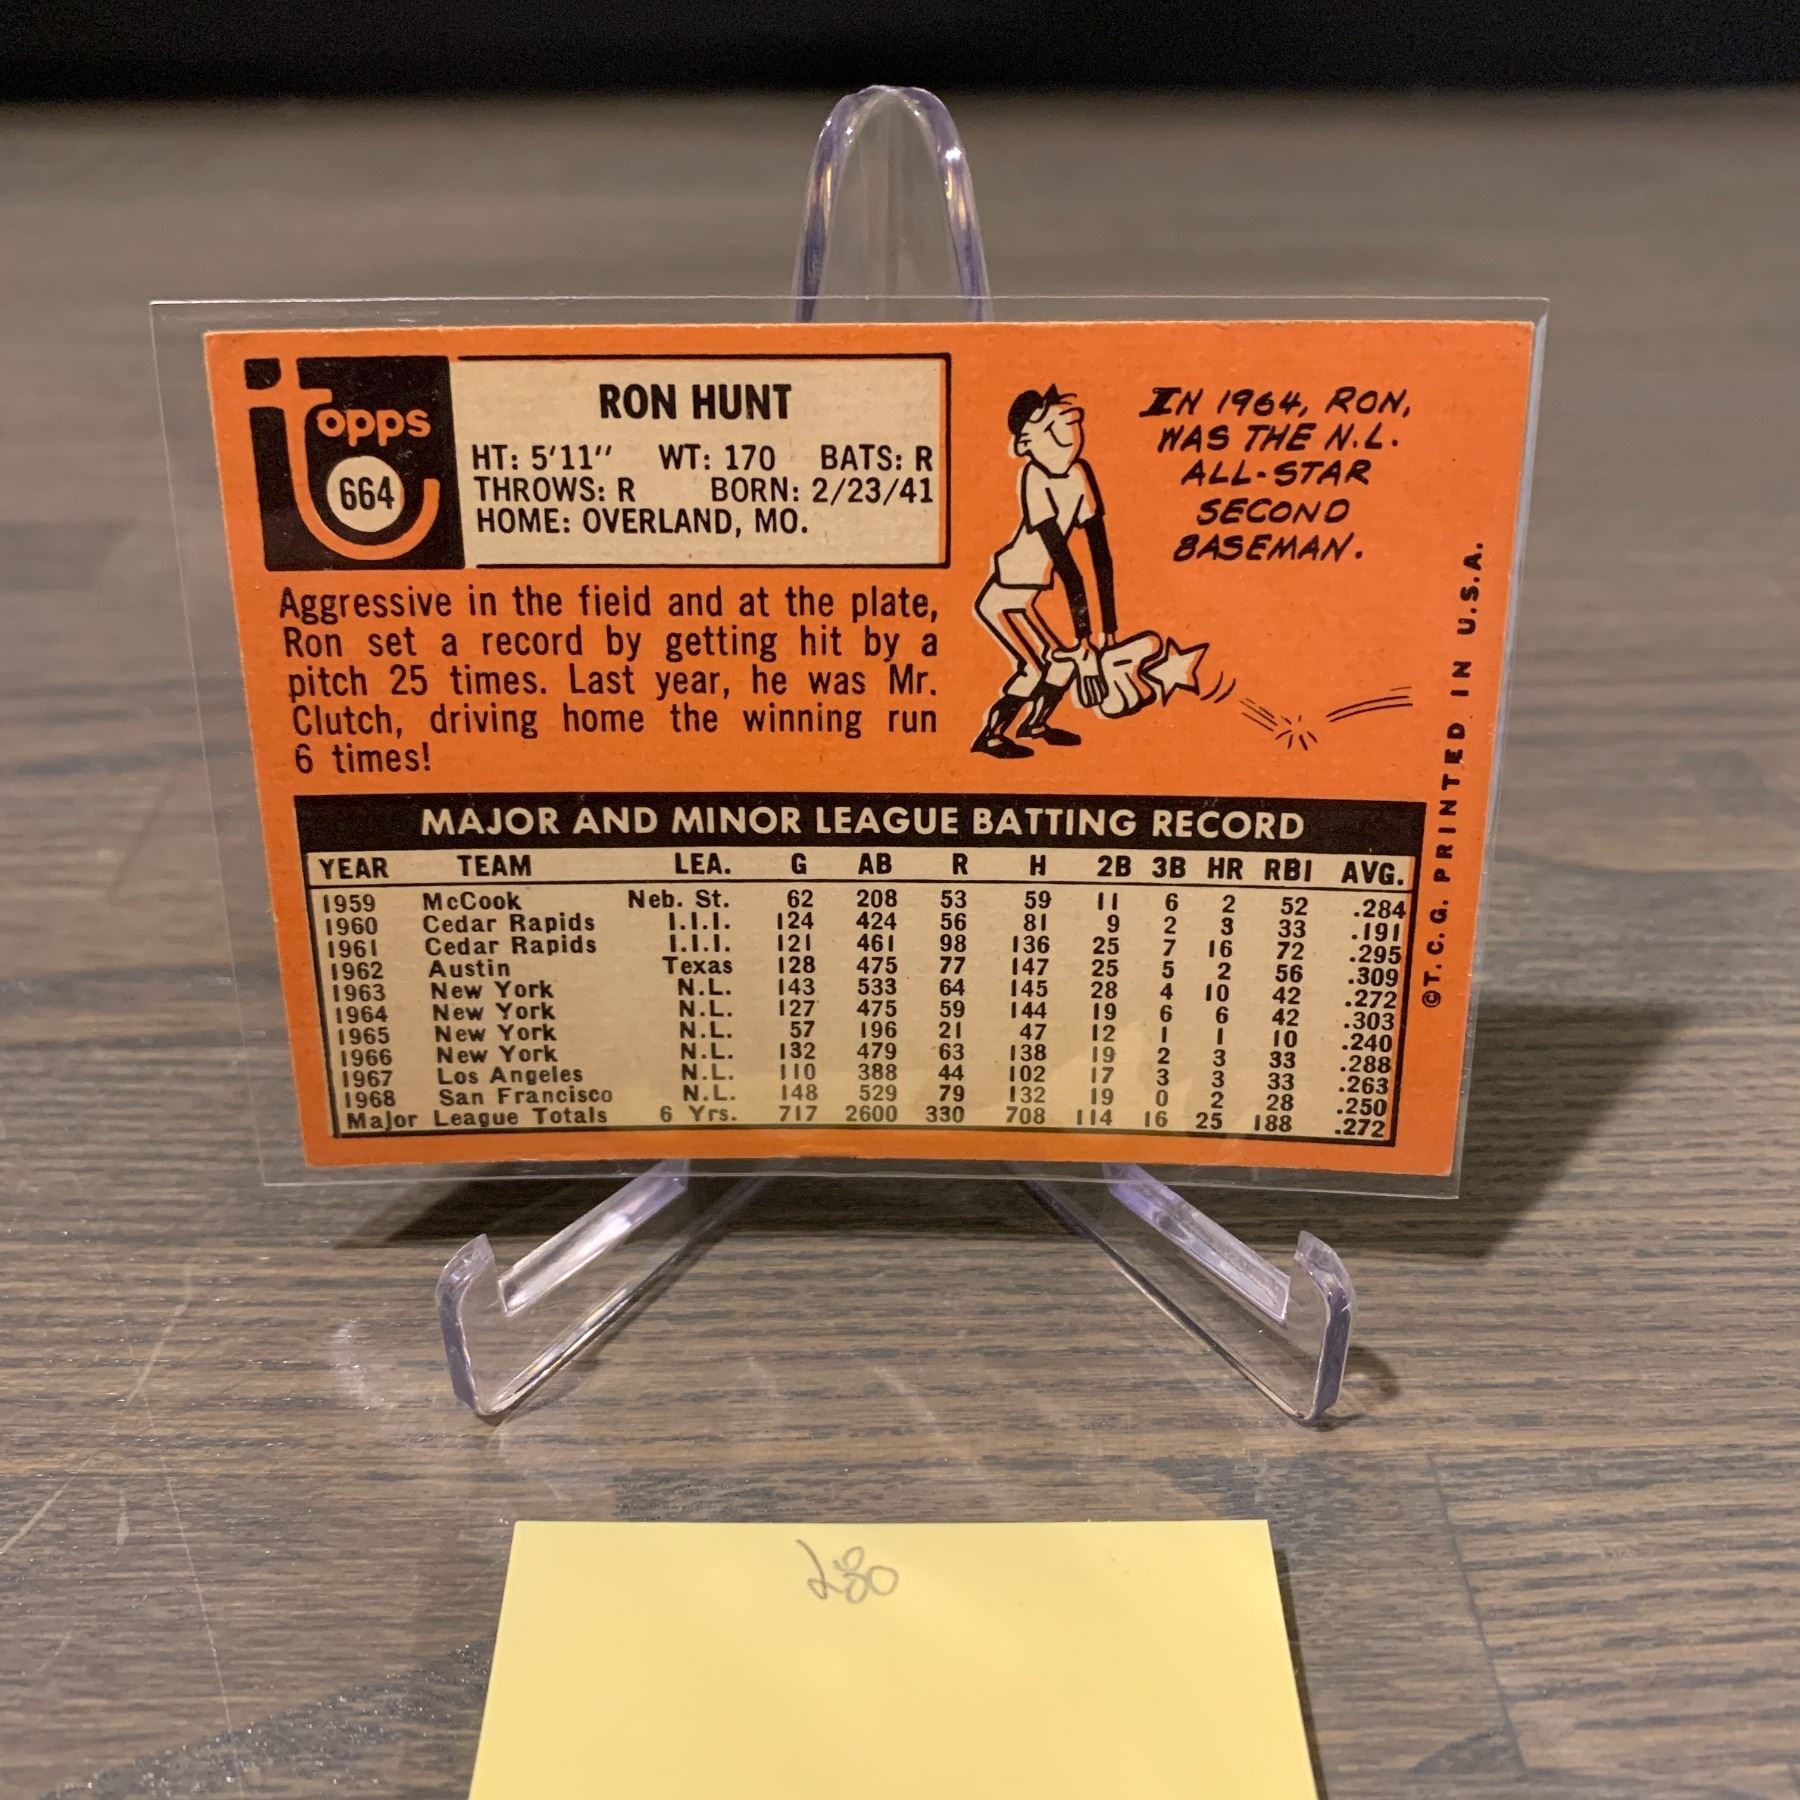 Topps
664
RON HUNT
HT: 5'11" WT: 170 BATS: R
THROWS: R BORN: 2/23/41
HOME: OVERLAND, MO.
Aggressive in the field and at the plate,
Ron set a record by getting hit by a
pitch 25 times. Last year, he was Mr.
Clutch, driving home the winning run
6 times!
IN 1964, RON,
WAS THE N.L.
ALL-STAR
SECOND
BASEMAN.
©T.C.G. PRINTED IN U.S.A.
MAJOR AND MINOR LEAGUE BATTING RECORD
YEAR TEAM LEA. G AB R H 2B 3B HR RBI AVG.
1959 McCook Neb. St. 62 208 53 59 11 6 2 52 .284
1960 Cedar Rapids I.I.I. 124 424 56 81 9 2 3 33 .191
1961 Cedar Rapids I.I.I. 121 461 98 136 25 7 16 72 .295
1962 Austin Texas 128 475 77 147 25 5 2 56 .309
1963 New York N.L. 143 533 64 145 28 4 10 42 .272
1964 New York N.L. 127 475 59 144 19 6 6 42 .303
1965 New York N.L. 57 196 21 47 12 1 1 10 .240
1966 New York N.L. 132 479 63 138 19 2 3 33 .288
1967 Los Angeles N.L. 110 388 44 102 17 3 3 33 .263
1968 San Francisco N.L. 148 529 79 132 19 0 2 28 .250
Major League Totals 6 Yrs. 717 2600 330 708 114 16 25 188 .272